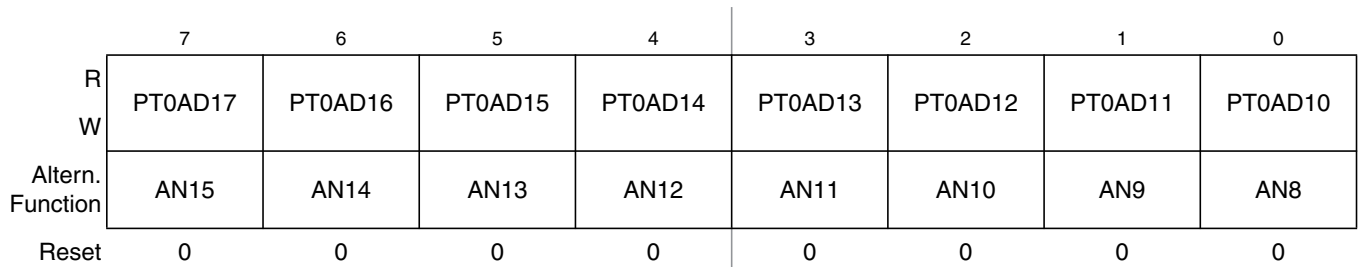 7 6 5 4 3 2 1 0
R PT0AD17 PT0AD16 PT0AD15 PT0AD14 PT0AD13 PT0AD12 PT0AD11 PT0AD10
W
Altern.
Function AN15 AN14 AN13 AN12 AN11 AN10 AN9 AN8
Reset 0 0 0 0 0 0 0 0